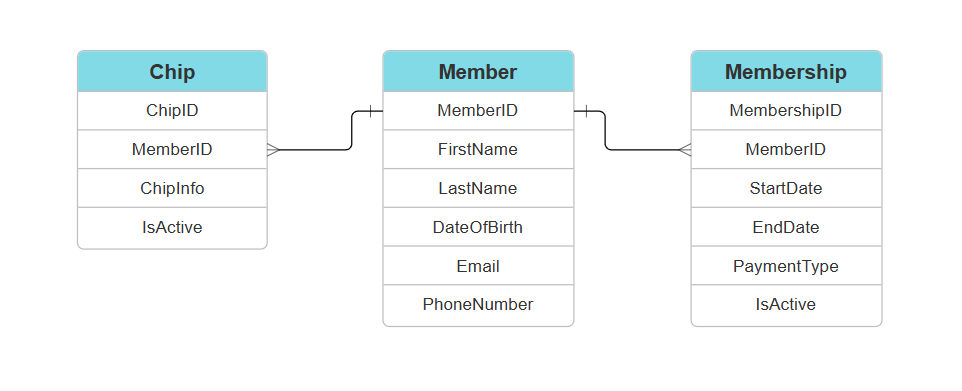 Chip
ChipID
MemberID
ChipInfo
IsActive
Member
MemberID
FirstName
LastName
DateOfBirth
Email
PhoneNumber
Membership
MembershipID
MemberID
StartDate
EndDate
PaymentType
IsActive